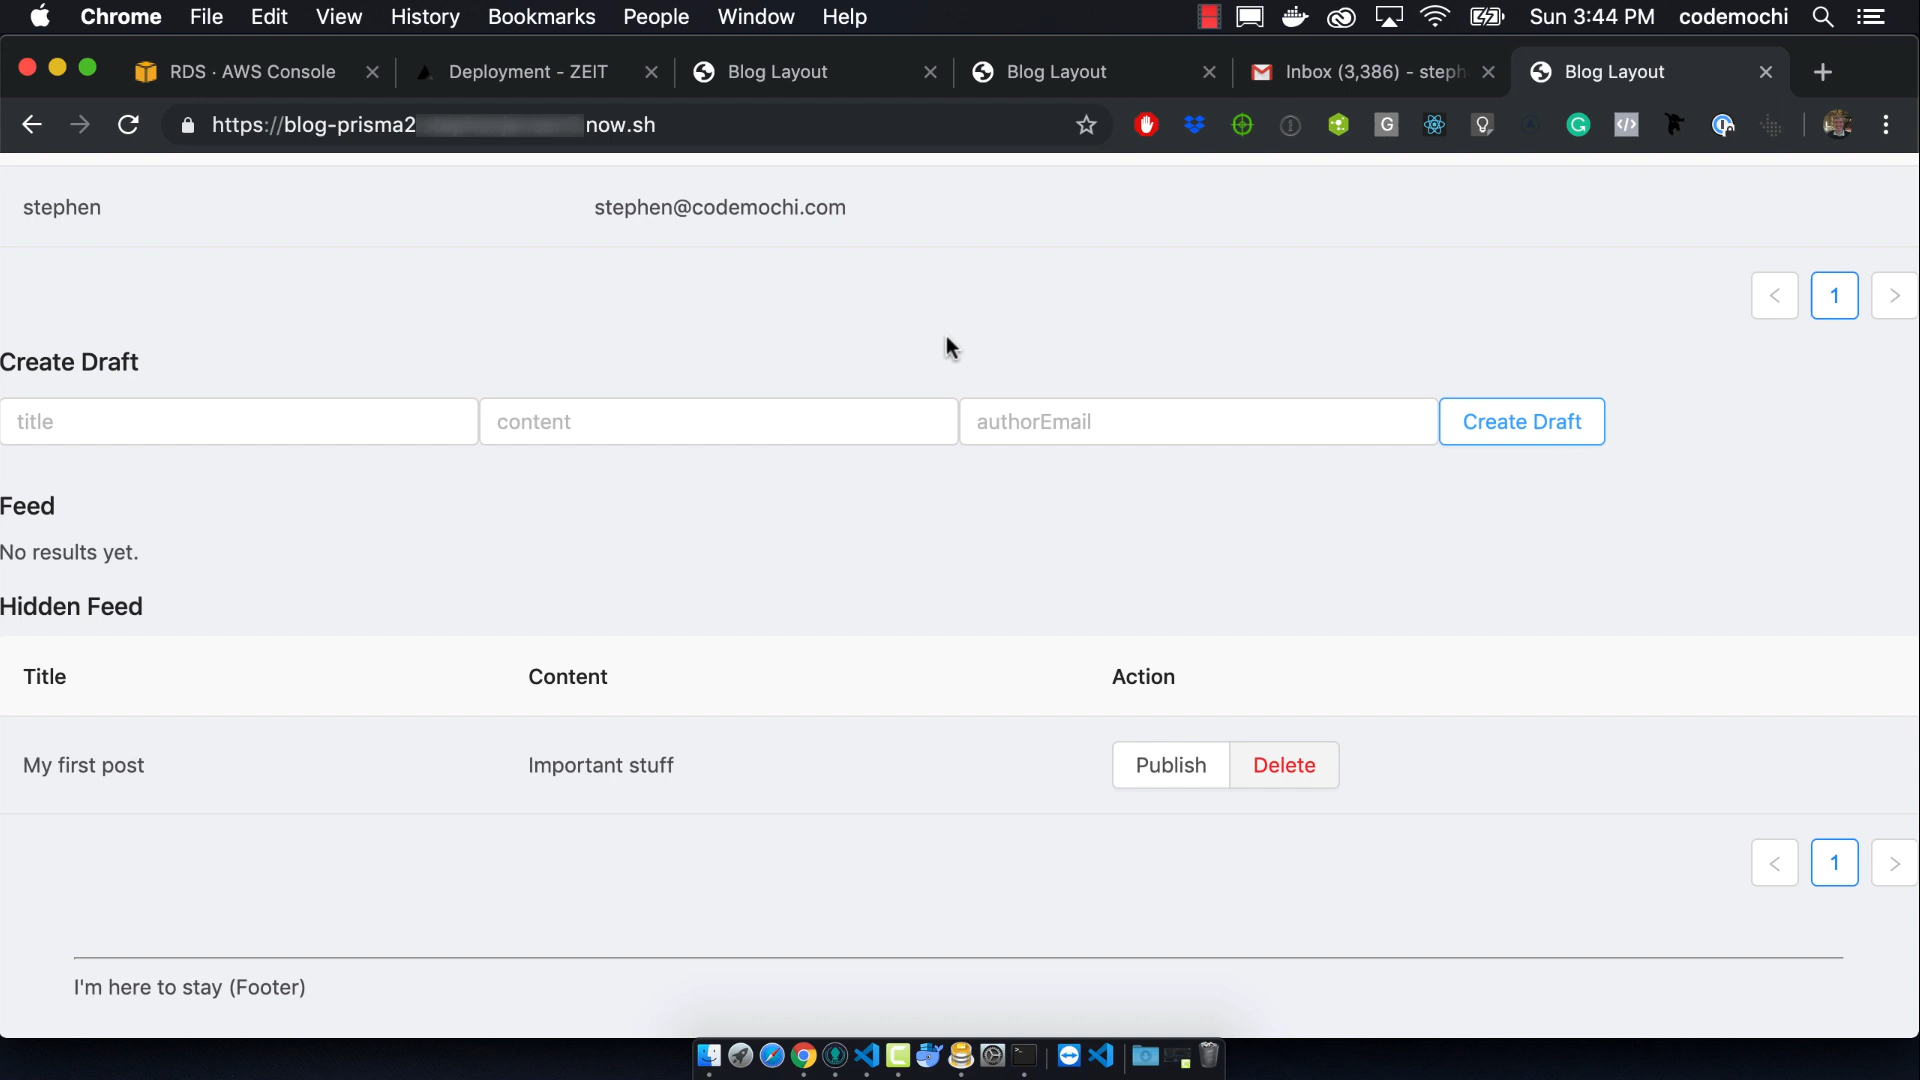 Chrome File Edit View History Bookmarks People Window Help Sun 3:44 PM codemochi
RDS · AWS Console Deployment - ZEIT Blog Layout Blog Layout Inbox (3,386) - steph Blog Layout
https://blog-prisma2 now.sh
stephen stephen@codemochi.com
< 1 >
Create Draft
title content authorEmail Create Draft
Feed
No results yet.
Hidden Feed
Title Content Action
My first post Important stuff Publish Delete
< 1 >
I'm here to stay (Footer)